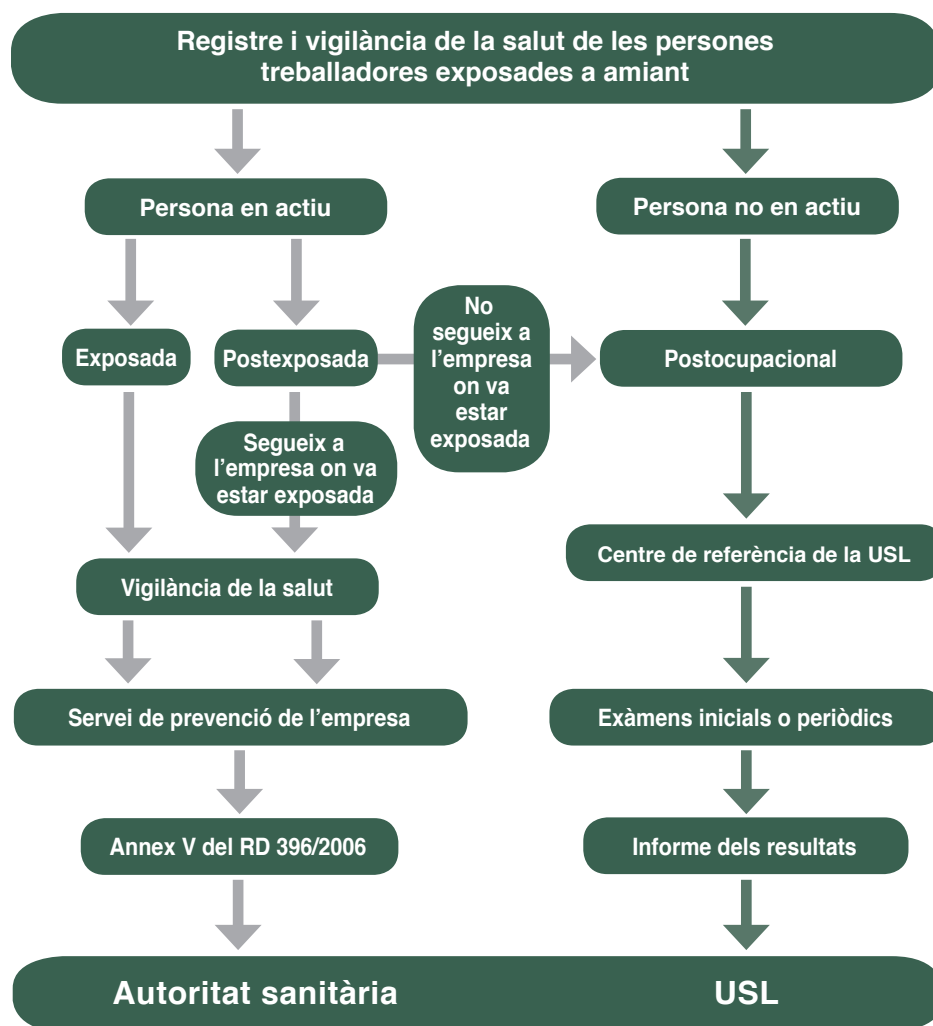 Registre i vigilància de la salut de les persones
treballadores exposades a amiant
Persona en actiu
Persona no en actiu
Exposada
Postexposada
No
segueix a
l’empresa
on va
estar
exposada
Postocupacional
Segueix a
l’empresa on va
estar exposada
Centre de referència de la USL
Vigilància de la salut
Servei de prevenció de l’empresa
Exàmens inicials o periòdics
Annex V del RD 396/2006
Informe dels resultats
Autoritat sanitària
USL